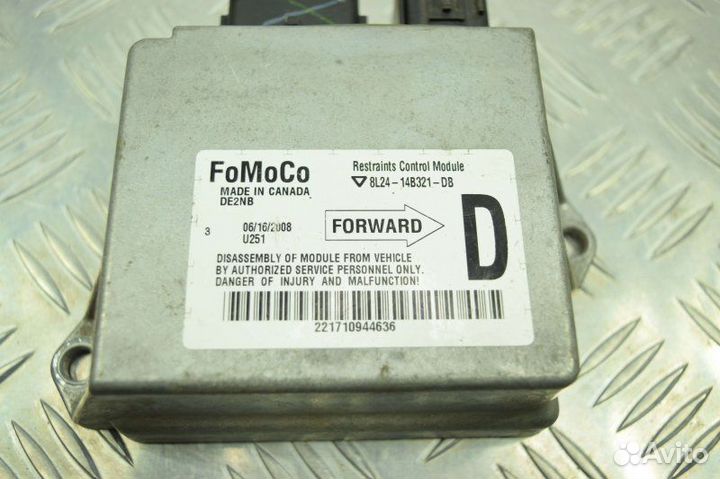 FoMoCo
MADE IN CANADA
DE2NB
Restraints Control Module
8L24-14B321-DB
3
06/16/2008
U251
FORWARD
D
DISASSEMBLY OF MODULE FROM VEHICLE
BY AUTHORIZED SERVICE PERSONNEL ONLY.
DANGER OF INJURY AND MALFUNCTION!
221710944636
Avito